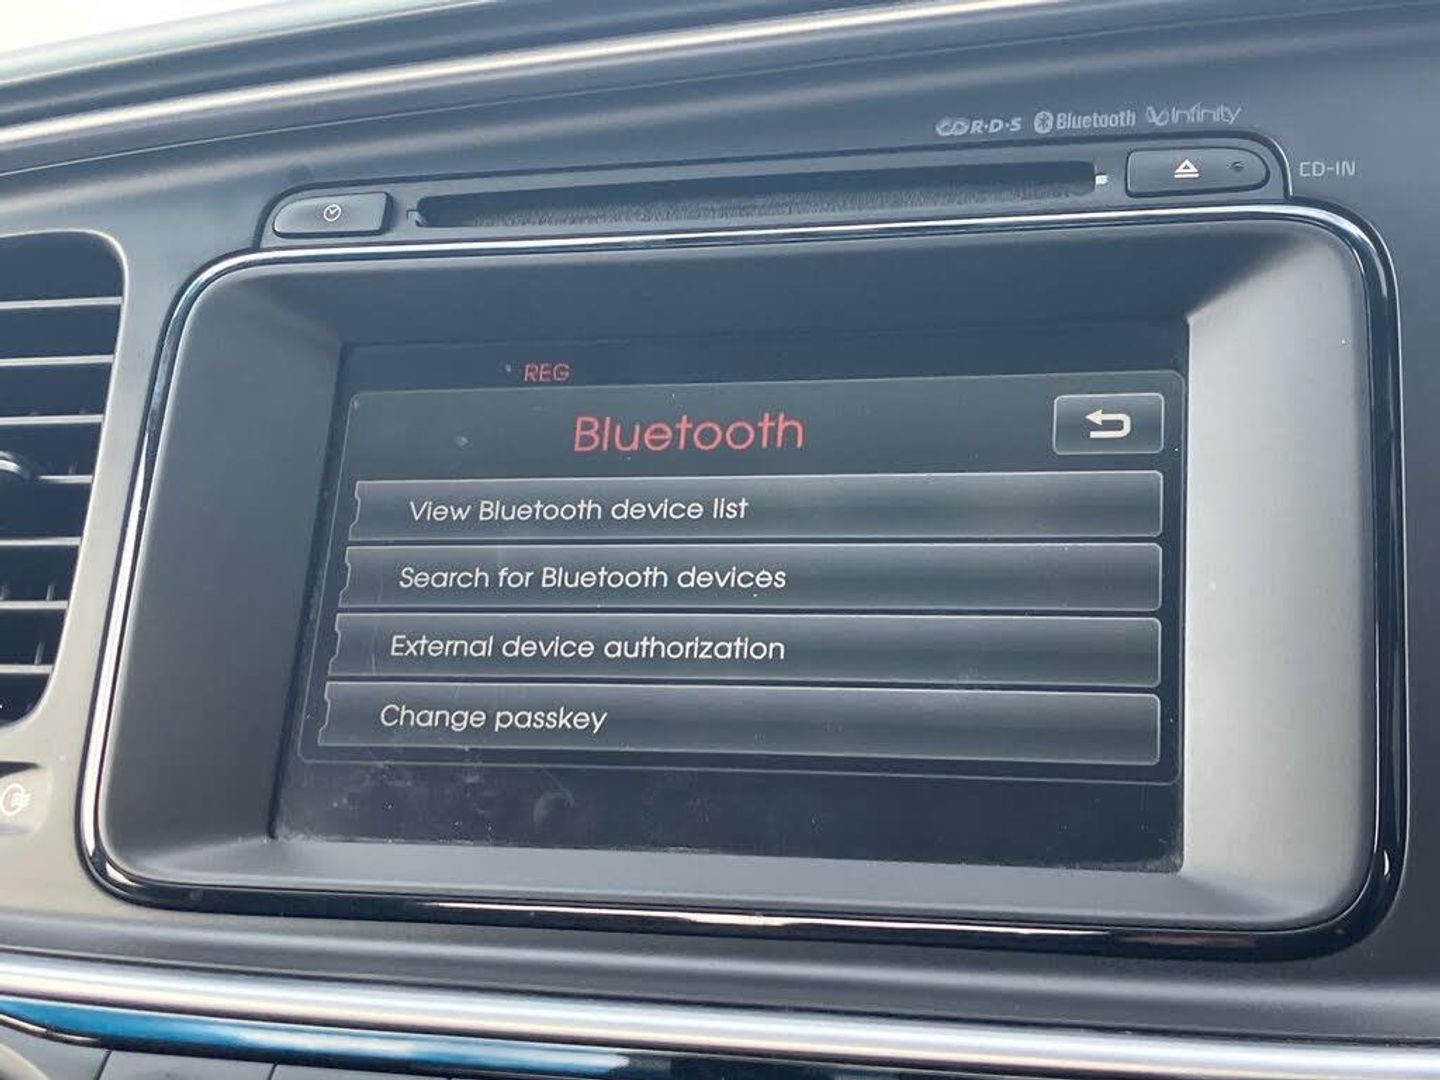 R·D·S Bluetooth Infinity
CD-IN
REG
Bluetooth
View Bluetooth device list
Search for Bluetooth devices
External device authorization
Change passkey